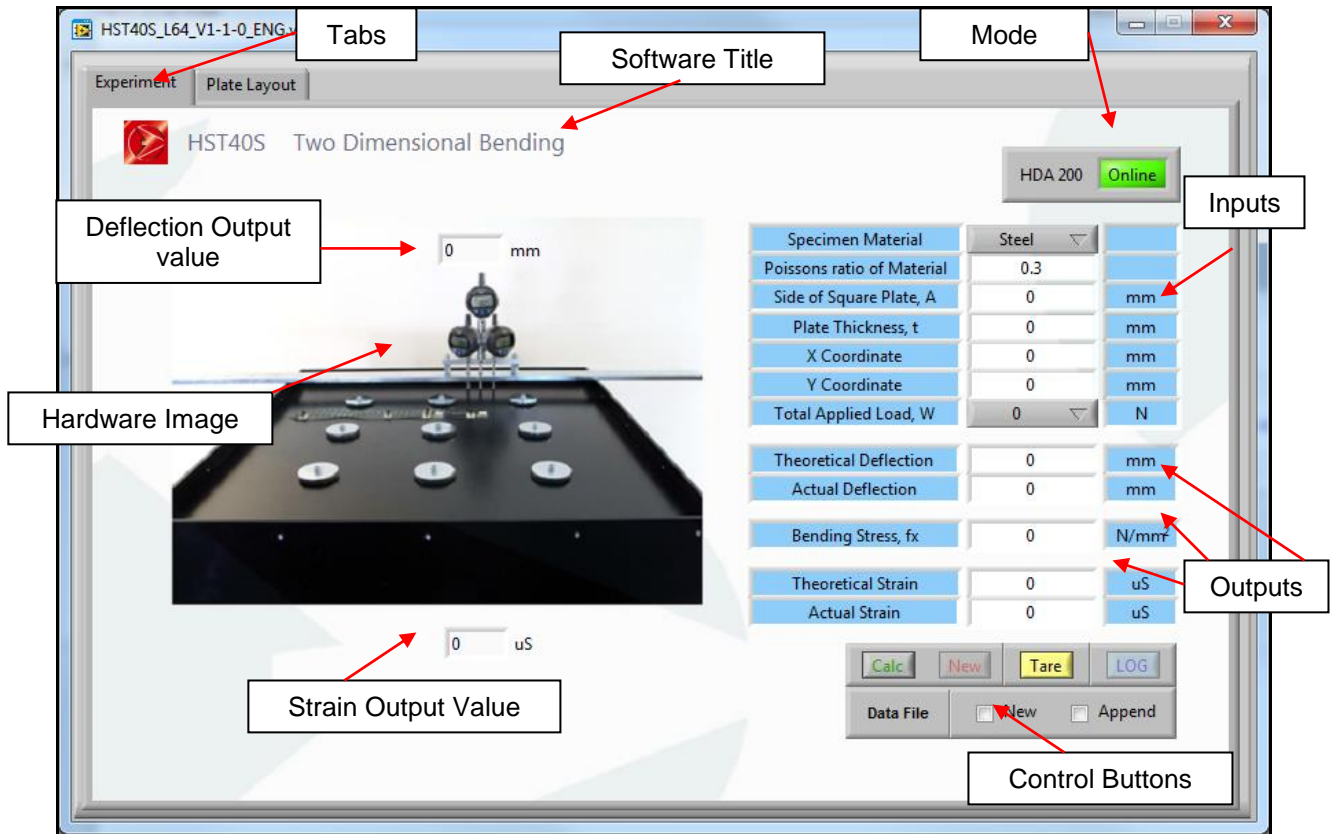 HST40S_L64_V1-1-0_ENG.v
Tabs
Mode
Software Title
Experiment
Plate Layout
HST40S Two Dimensional Bending
HDA 200 Online
Inputs
Deflection Output
value
0 mm
Specimen Material Steel
Poissons ratio of Material 0.3
Side of Square Plate, A 0 mm
Plate Thickness, t 0 mm
X Coordinate 0 mm
Y Coordinate 0 mm
Total Applied Load, W 0 N
Hardware Image
Theoretical Deflection 0 mm
Actual Deflection 0 mm
Bending Stress, fx 0 N/mm²
Theoretical Strain 0 uS
Actual Strain 0 uS
Outputs
0 uS
Strain Output Value
Calc New Tare LOG
Data File New Append
Control Buttons